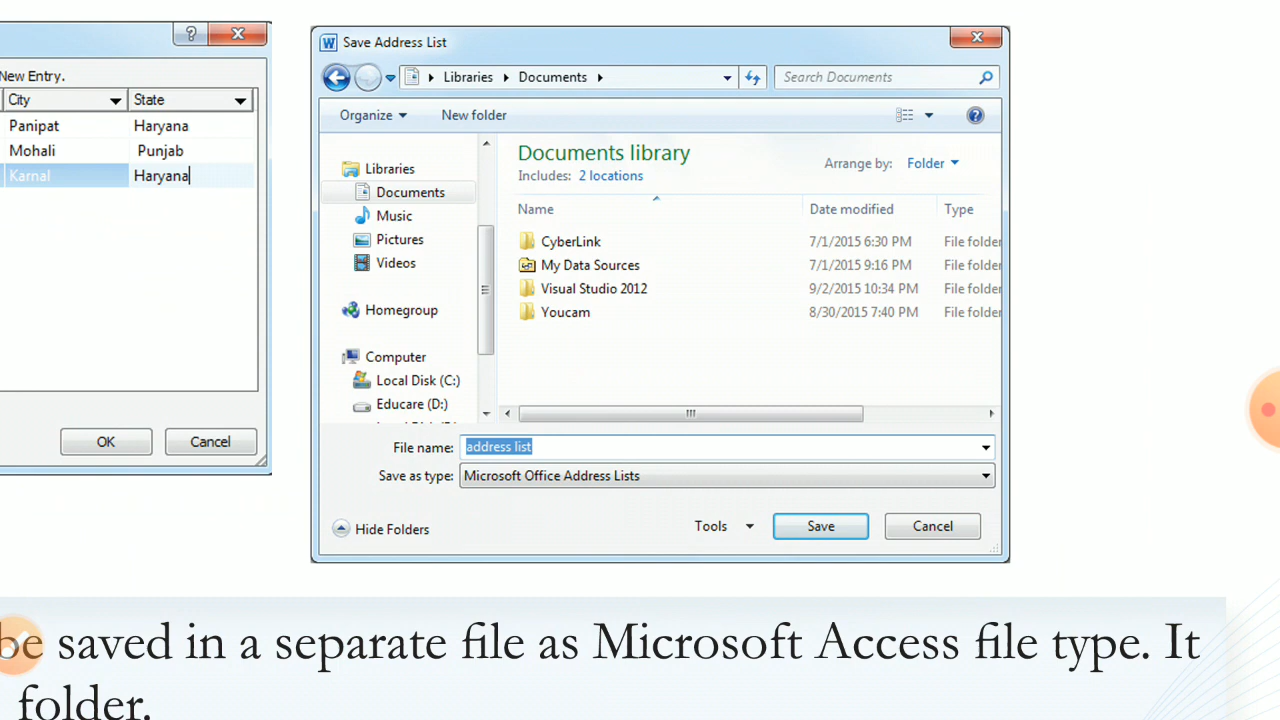 New Entry.
City State
Panipat Haryana
Mohali Punjab
Karnal Haryana
OK Cancel
Save Address List
Libraries Documents
Search Documents
Organize New folder
Libraries
Documents
Music
Pictures
Videos
Homegroup
Computer
Local Disk (C:)
Educare (D:)
Documents library
Includes: 2 locations
Arrange by: Folder
Name Date modified Type
CyberLink 7/1/2015 6:30 PM File folder
My Data Sources 7/1/2015 9:16 PM File folder
Visual Studio 2012 9/2/2015 10:34 PM File folder
Youcam 8/30/2015 7:40 PM File folder
File name: address list
Save as type: Microsoft Office Address Lists
Hide Folders Tools Save Cancel
be saved in a separate file as Microsoft Access file type. It
folder.